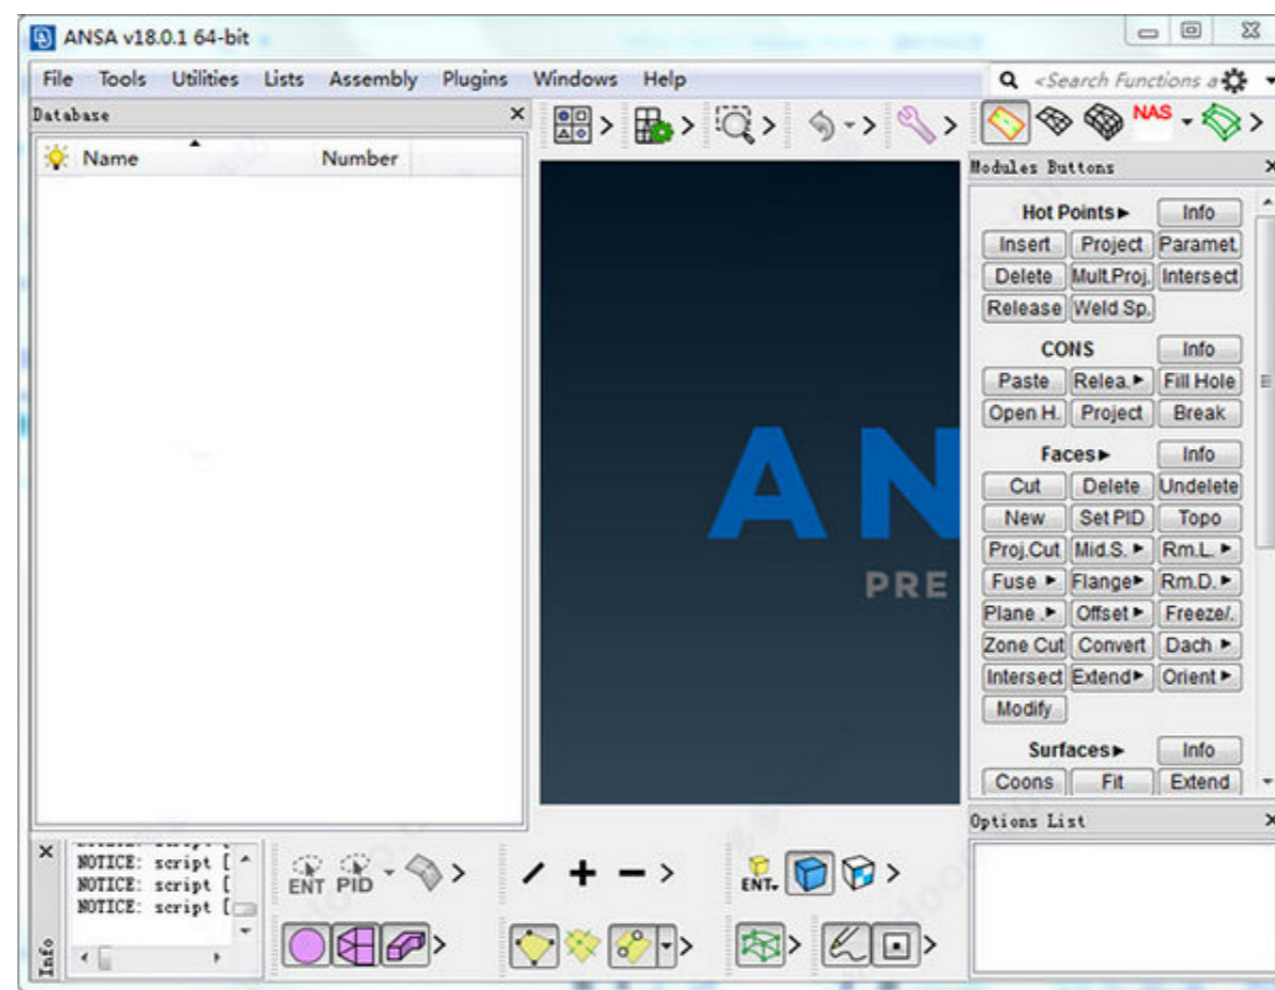 ANSA v18.0.1 64-bit
File Tools Utilities Lists Assembly Plugins Windows Help <Search Functions a
Database
NAS
Name Number
Modules Buttons
Hot Points Info
Insert Project Paramet.
Delete Mult.Proj. Intersect
Release Weld Sp.
CONS Info
Paste Relea. Fill Hole
Open H. Project Break
Faces Info
Cut Delete Undelete
New Set PID Topo
Proj.Cut Mid.S. Rm.L.
Fuse Flange Rm.D.
Plane . Offset Freeze/.
Zone Cut Convert Dach
Intersect Extend Orient
Modify
Surfaces Info
Coons Fit Extend
AN
PRE
Options List
NOTICE: script [
NOTICE: script [
NOTICE: script [
Info
ENT PID
ENT.